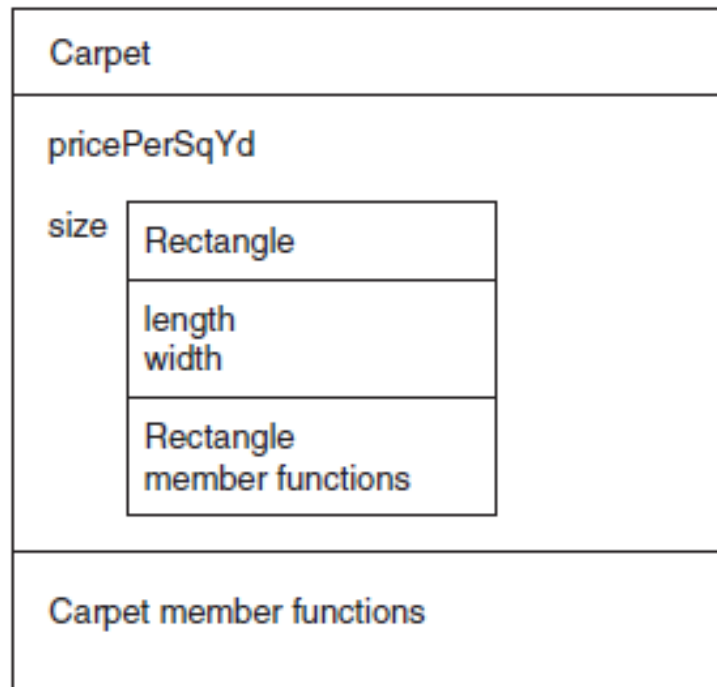 Carpet
pricePerSqYd
size
Rectangle
length
width
Rectangle
member functions
Carpet member functions